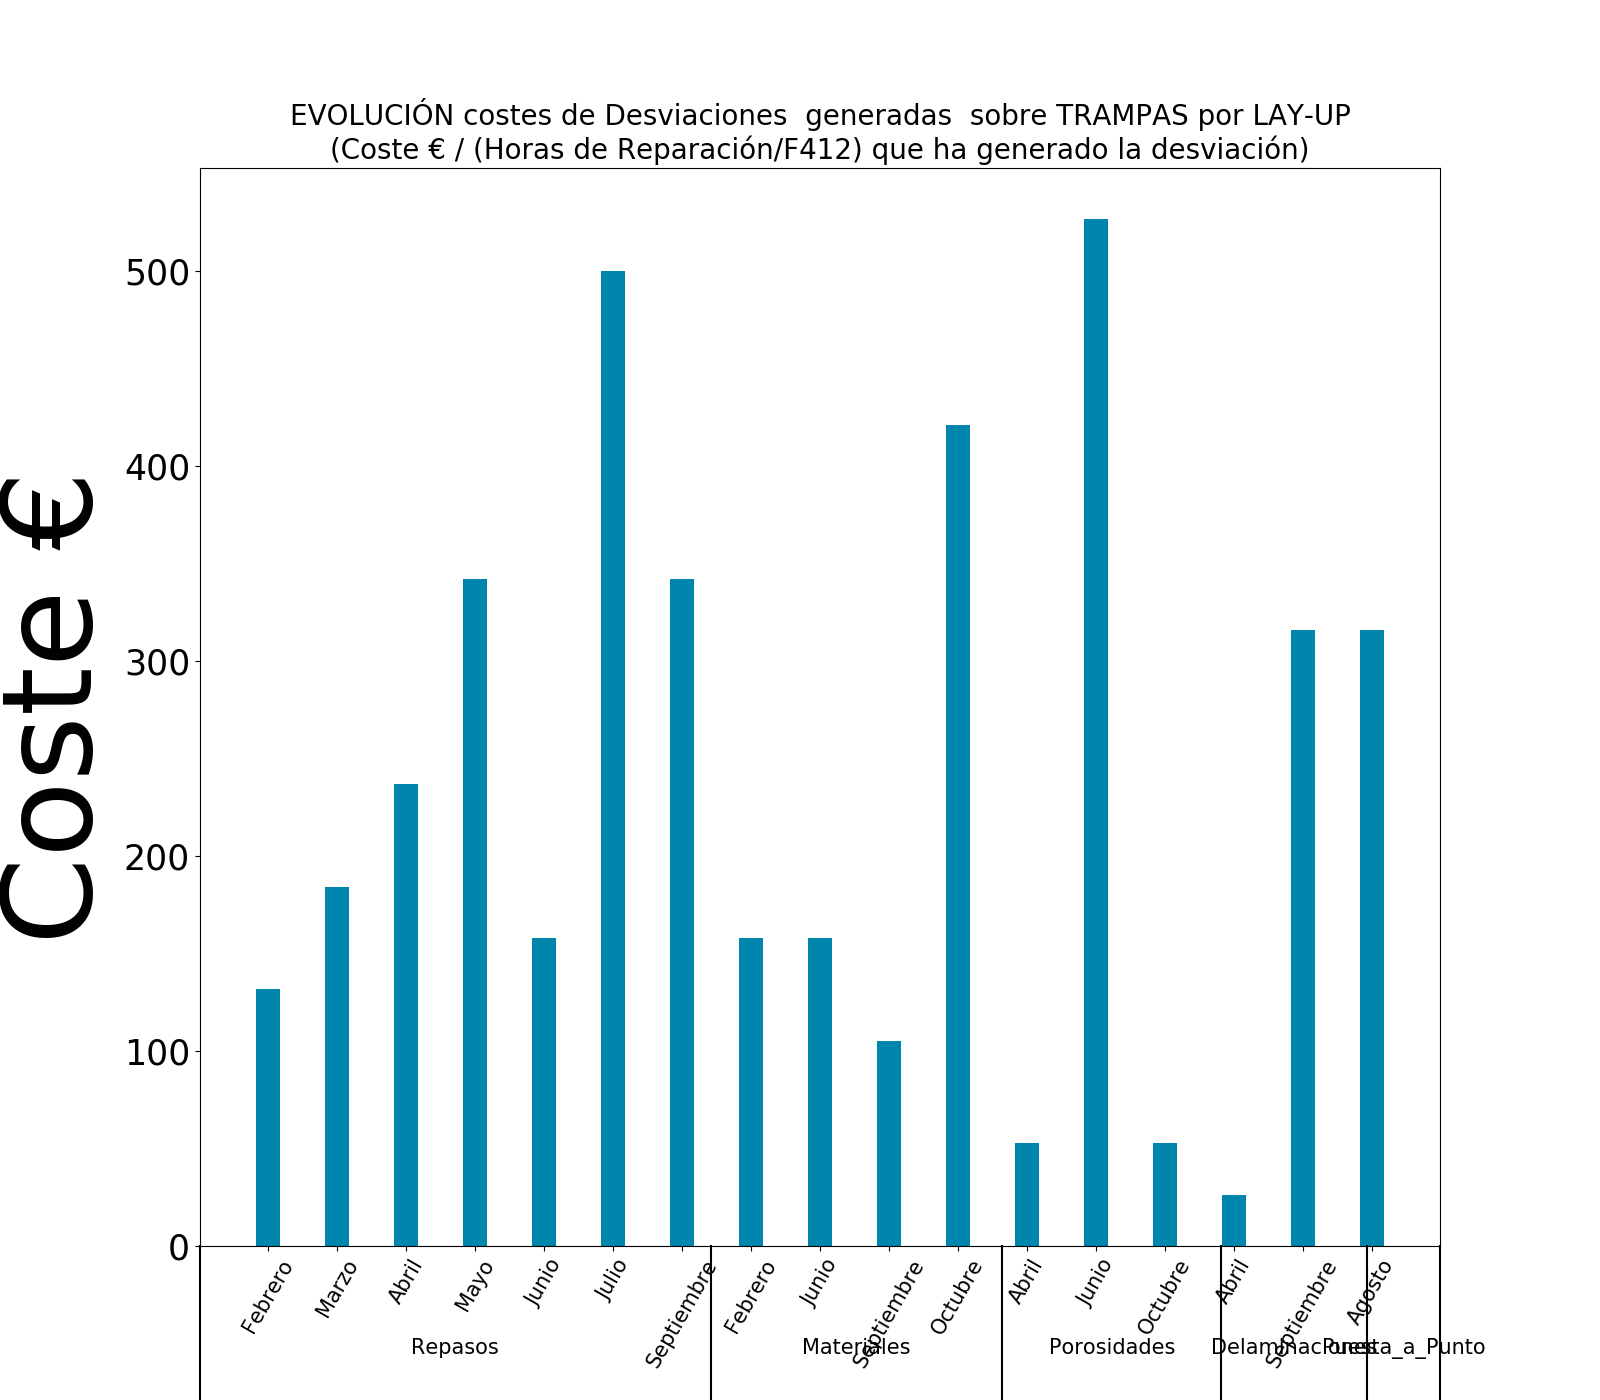 EVOLUCIÓN costes de Desviaciones  generadas  sobre TRAMPAS por LAY-UP
(Coste € / (Horas de Reparación/F412) que ha generado la desviación)
Coste €
500
400
300
200
100
0
Febrero
Marzo
Abril
Mayo
Junio
Julio
Septiembre
Febrero
Junio
Septiembre
Octubre
Abril
Junio
Octubre
Abril
Septiembre
Agosto
Repasos
Materiales
Porosidades
Delaminaciones
Puesta_a_Punto